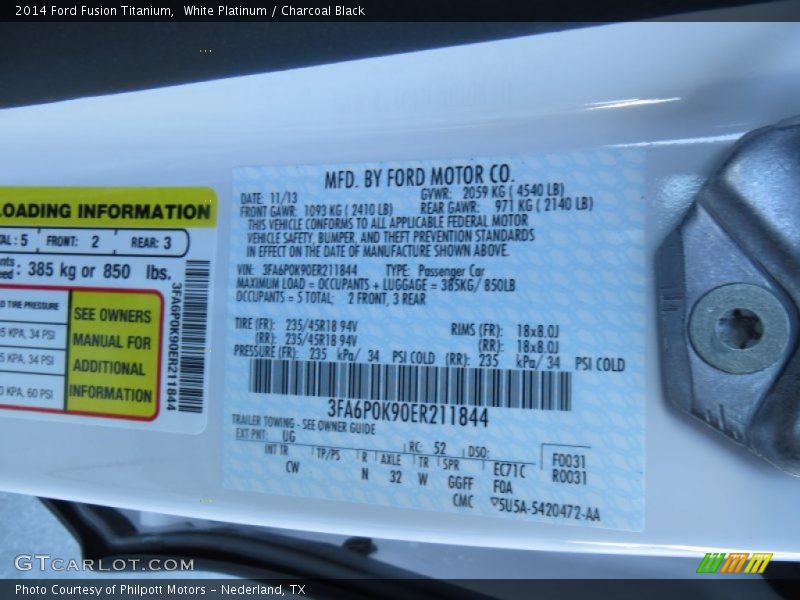 2014 Ford Fusion Titanium, White Platinum / Charcoal Black
LOADING INFORMATION
TAL : 5 FRONT: 2 REAR: 3
385 kg or 850 lbs.
TIRE PRESSURE
5 KPA, 34 PSI
5 KPA, 34 PSI
0 KPA, 60 PSI
SEE OWNERS
MANUAL FOR
ADDITIONAL
INFORMATION
3FA6P0K90ER211844
MFD. BY FORD MOTOR CO.
DATE: 11/13 GVWR: 2059 KG ( 4540 LB)
FRONT GAWR: 1093 KG ( 2410 LB) REAR GAWR: 971 KG ( 2140 LB)
THIS VEHICLE CONFORMS TO ALL APPLICABLE FEDERAL MOTOR
VEHICLE SAFETY, BUMPER, AND THEFT PREVENTION STANDARDS
IN EFFECT ON THE DATE OF MANUFACTURE SHOWN ABOVE.
VIN: 3FA6P0K90ER211844 TYPE: Passenger Car
MAXIMUM LOAD = OCCUPANTS + LUGGAGE = 385KG/ 850LB
OCCUPANTS = 5 TOTAL; 2 FRONT, 3 REAR
TIRE (FR): 235/45R18 94V RIMS (FR): 18x8.0J
(RR): 235/45R18 94V (RR): 18x8.0J
PRESSURE (FR): 235 kPa/ 34 PSI COLD (RR): 235 kPa/ 34 PSI COLD
3FA6P0K90ER211844
TRAILER TOWING - SEE OWNER GUIDE
EXT PNT: UG RC: 52 DSO: F0031
INT TR TP/PS R AXLE TR SPR EC71C R0031
CW N 32 W GGFF FQA
CMC 5U5A-5420472-AA
GTCARLOT.COM
Photo Courtesy of Philpott Motors - Nederland, TX